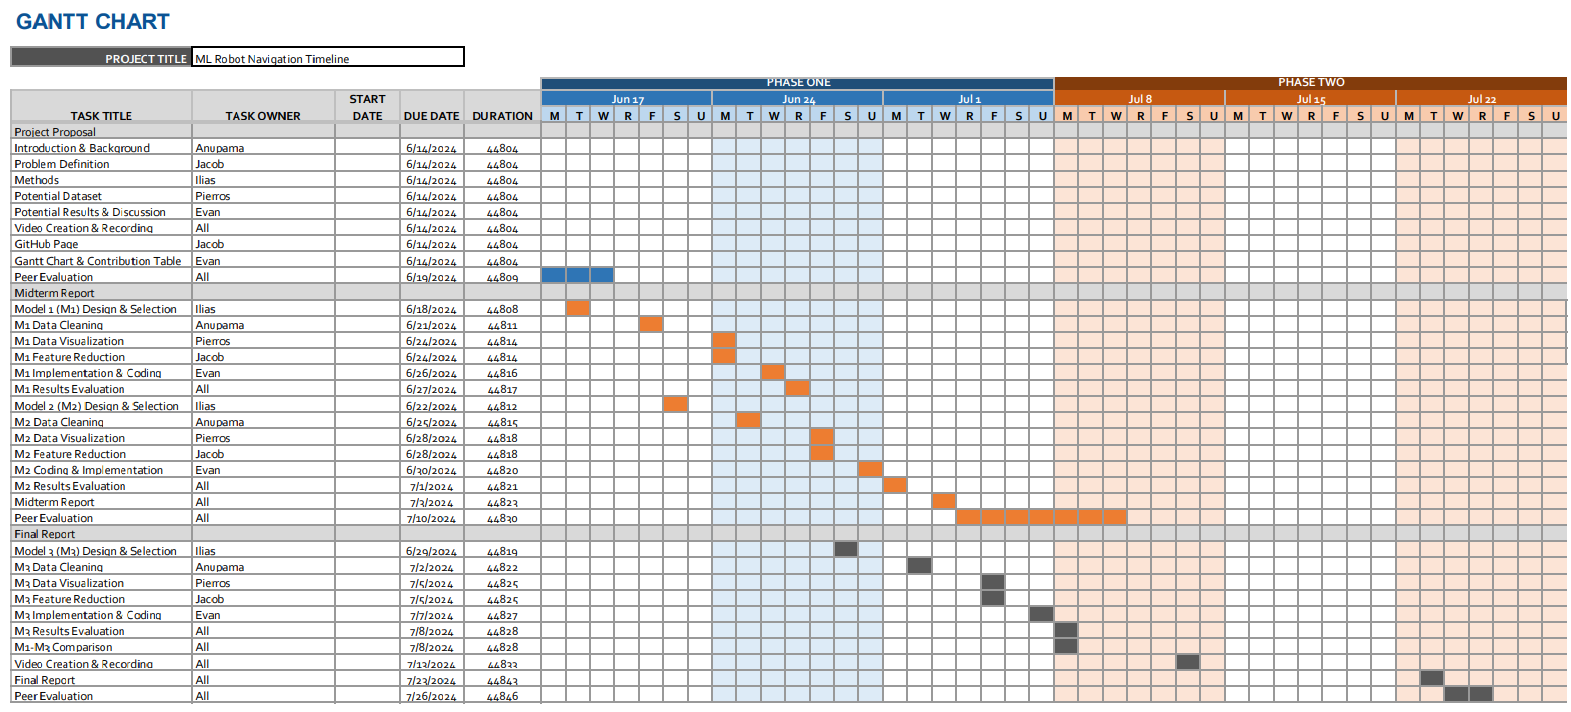 GANTT CHART
PROJECT TITLE ML Robot Navigation Timeline
PHASE ONE PHASE TWO
Jun 17 Jun 24 Jul 1 Jul 8 Jul 15 Jul 22
TASK TITLE TASK OWNER START DATE DUE DATE DURATION M T W R F S U M T W R F S U M T W R F S U M T W R F S U M T W R F S U M T W R F S U
Project Proposal
Introduction & Background Anupama 6/14/2024 44804
Problem Definition Jacob 6/14/2024 44804
Methods Ilias 6/14/2024 44804
Potential Dataset Pierros 6/14/2024 44804
Potential Results & Discussion Evan 6/14/2024 44804
Video Creation & Recording All 6/14/2024 44804
GitHub Page Jacob 6/14/2024 44804
Gantt Chart & Contribution Table Evan 6/14/2024 44804
Peer Evaluation All 6/19/2024 44809
Midterm Report
Model 1 (M1) Design & Selection Ilias 6/18/2024 44808
M1 Data Cleaning Anupama 6/21/2024 44811
M1 Data Visualization Pierros 6/24/2024 44814
M1 Feature Reduction Jacob 6/24/2024 44814
M1 Implementation & Coding Evan 6/26/2024 44816
M1 Results Evaluation All 6/27/2024 44817
Model 2 (M2) Design & Selection Ilias 6/22/2024 44812
M2 Data Cleaning Anupama 6/25/2024 44815
M2 Data Visualization Pierros 6/28/2024 44818
M2 Feature Reduction Jacob 6/28/2024 44818
M2 Coding & Implementation Evan 6/30/2024 44820
M2 Results Evaluation All 7/1/2024 44821
Midterm Report All 7/3/2024 44823
Peer Evaluation All 7/10/2024 44830
Final Report
Model 3 (M3) Design & Selection Ilias 6/29/2024 44819
M3 Data Cleaning Anupama 7/2/2024 44822
M3 Data Visualization Pierros 7/5/2024 44825
M3 Feature Reduction Jacob 7/5/2024 44825
M3 Implementation & Coding Evan 7/7/2024 44827
M3 Results Evaluation All 7/8/2024 44828
M1-M3 Comparison All 7/8/2024 44828
Video Creation & Recording All 7/13/2024 44833
Final Report All 7/23/2024 44843
Peer Evaluation All 7/26/2024 44846